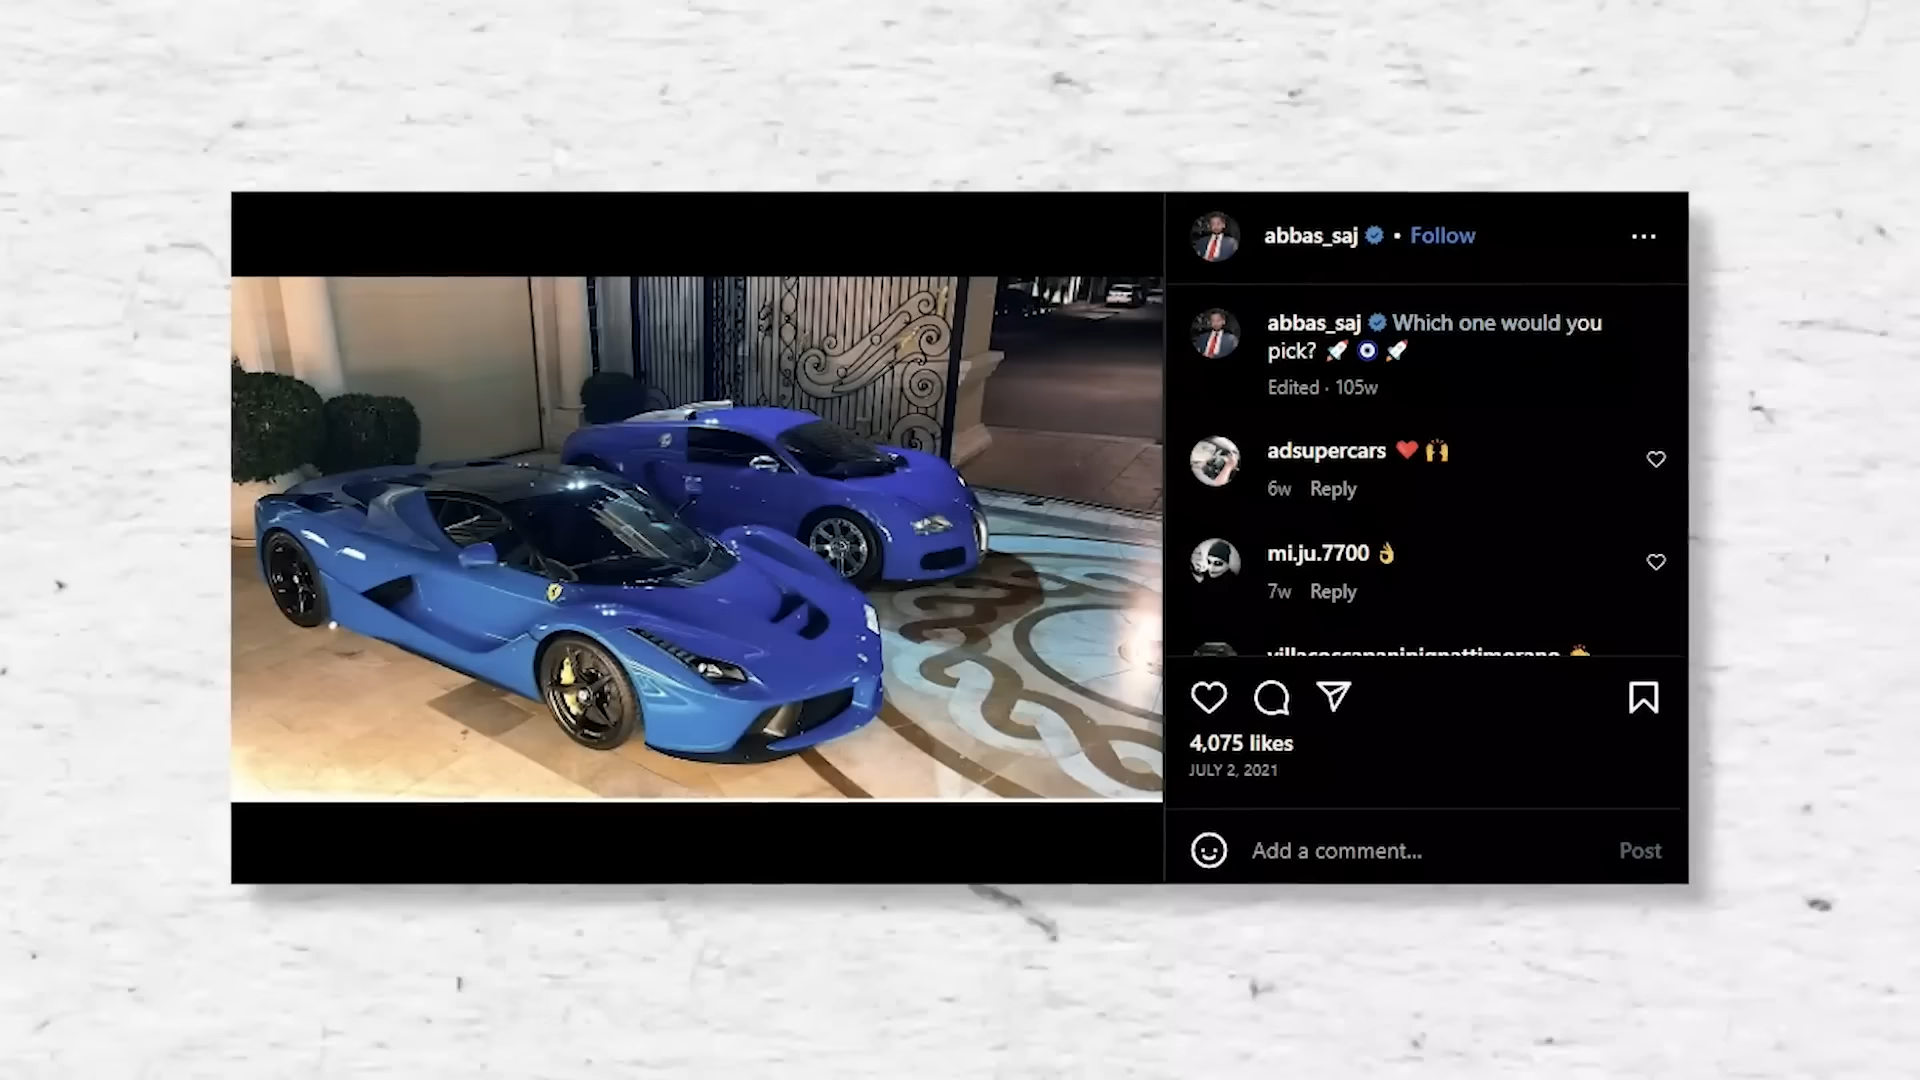 abbas_saj • Follow
abbas_saj Which one would you
pick? 🚀 🧿 🚀
Edited · 105w
adsupercars ❤️ 🙌
6w Reply
mi.ju.7700 👌
7w Reply
4,075 likes
JULY 2, 2021
Add a comment...
Post